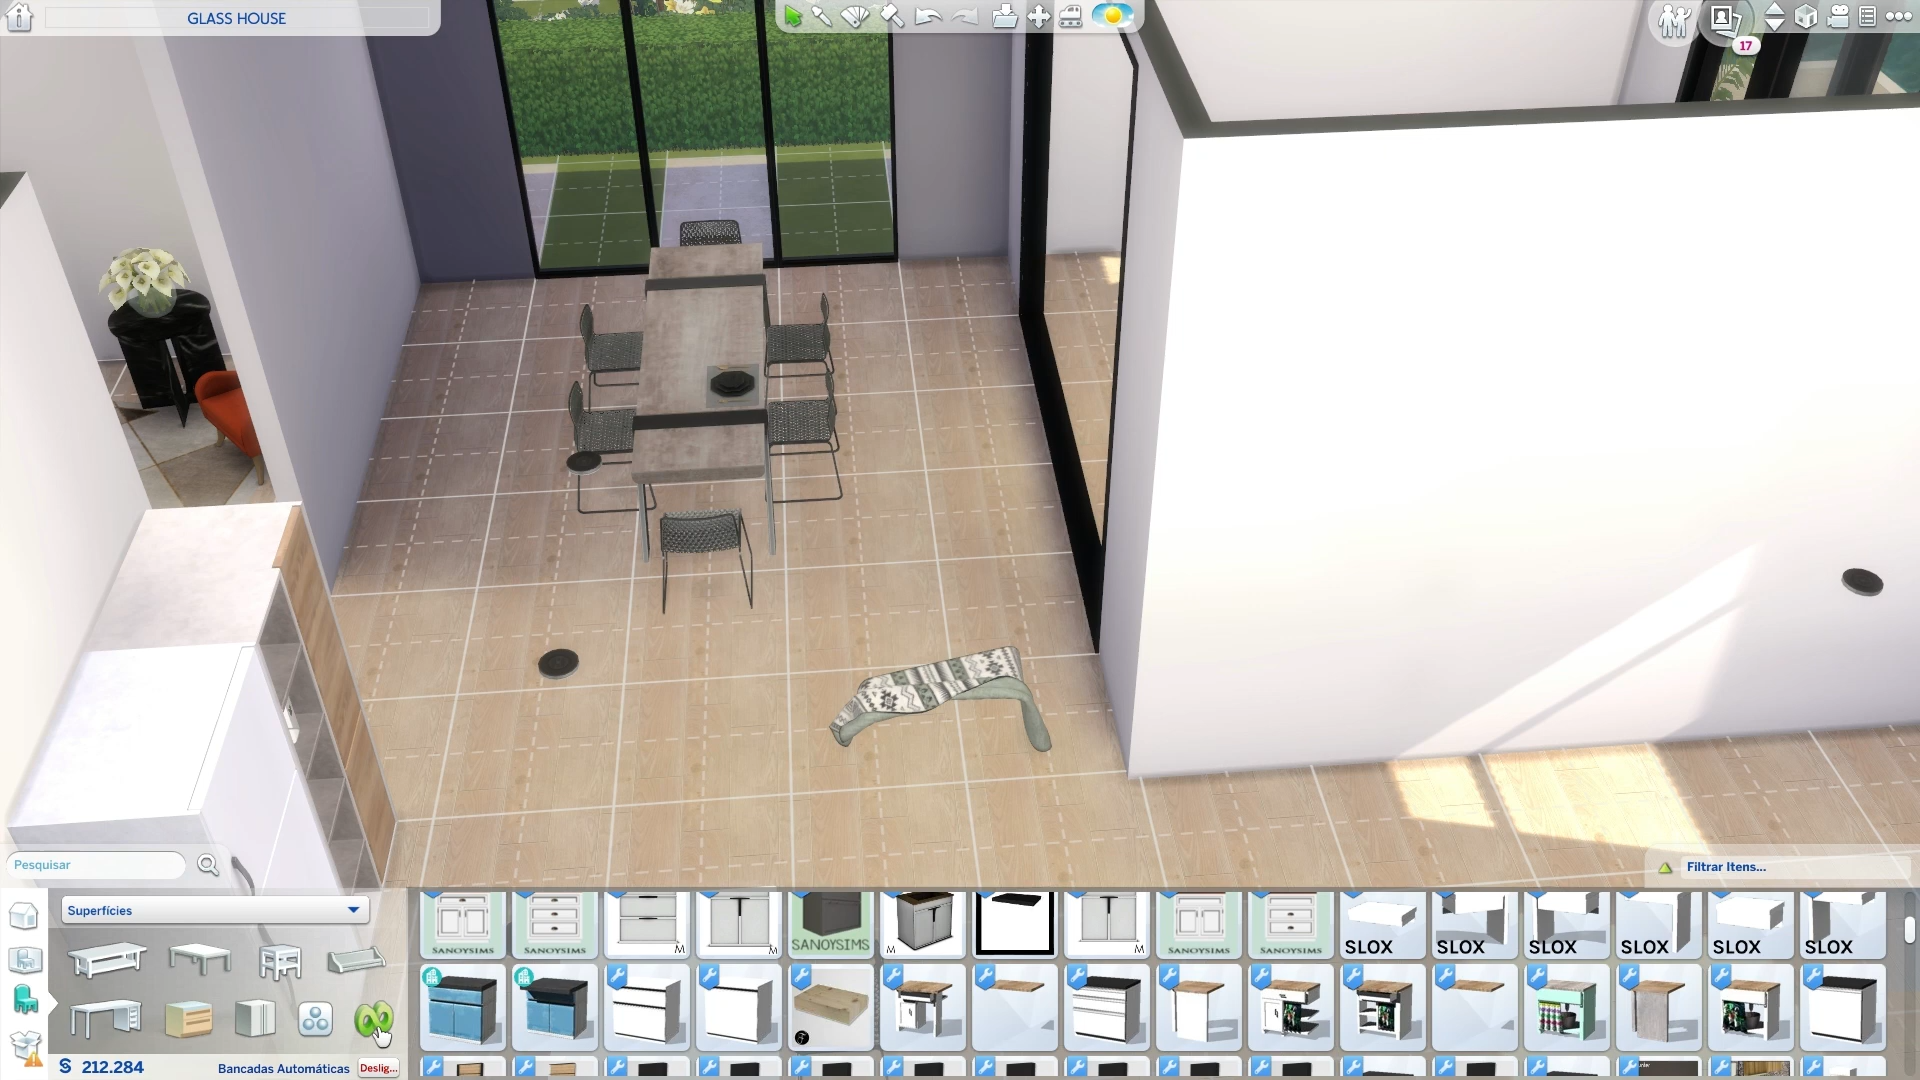 GLASS HOUSE
17
Pesquisar
Filtrar Itens...
Superfícies
SANOYSIMS
SANOYSIMS
M
M
SANOYSIMS
M
M
SANOYSIMS
SANOYSIMS
SLOX
SLOX
SLOX
SLOX
SLOX
SLOX
§ 212.284
Bancadas Automáticas
Deslig...